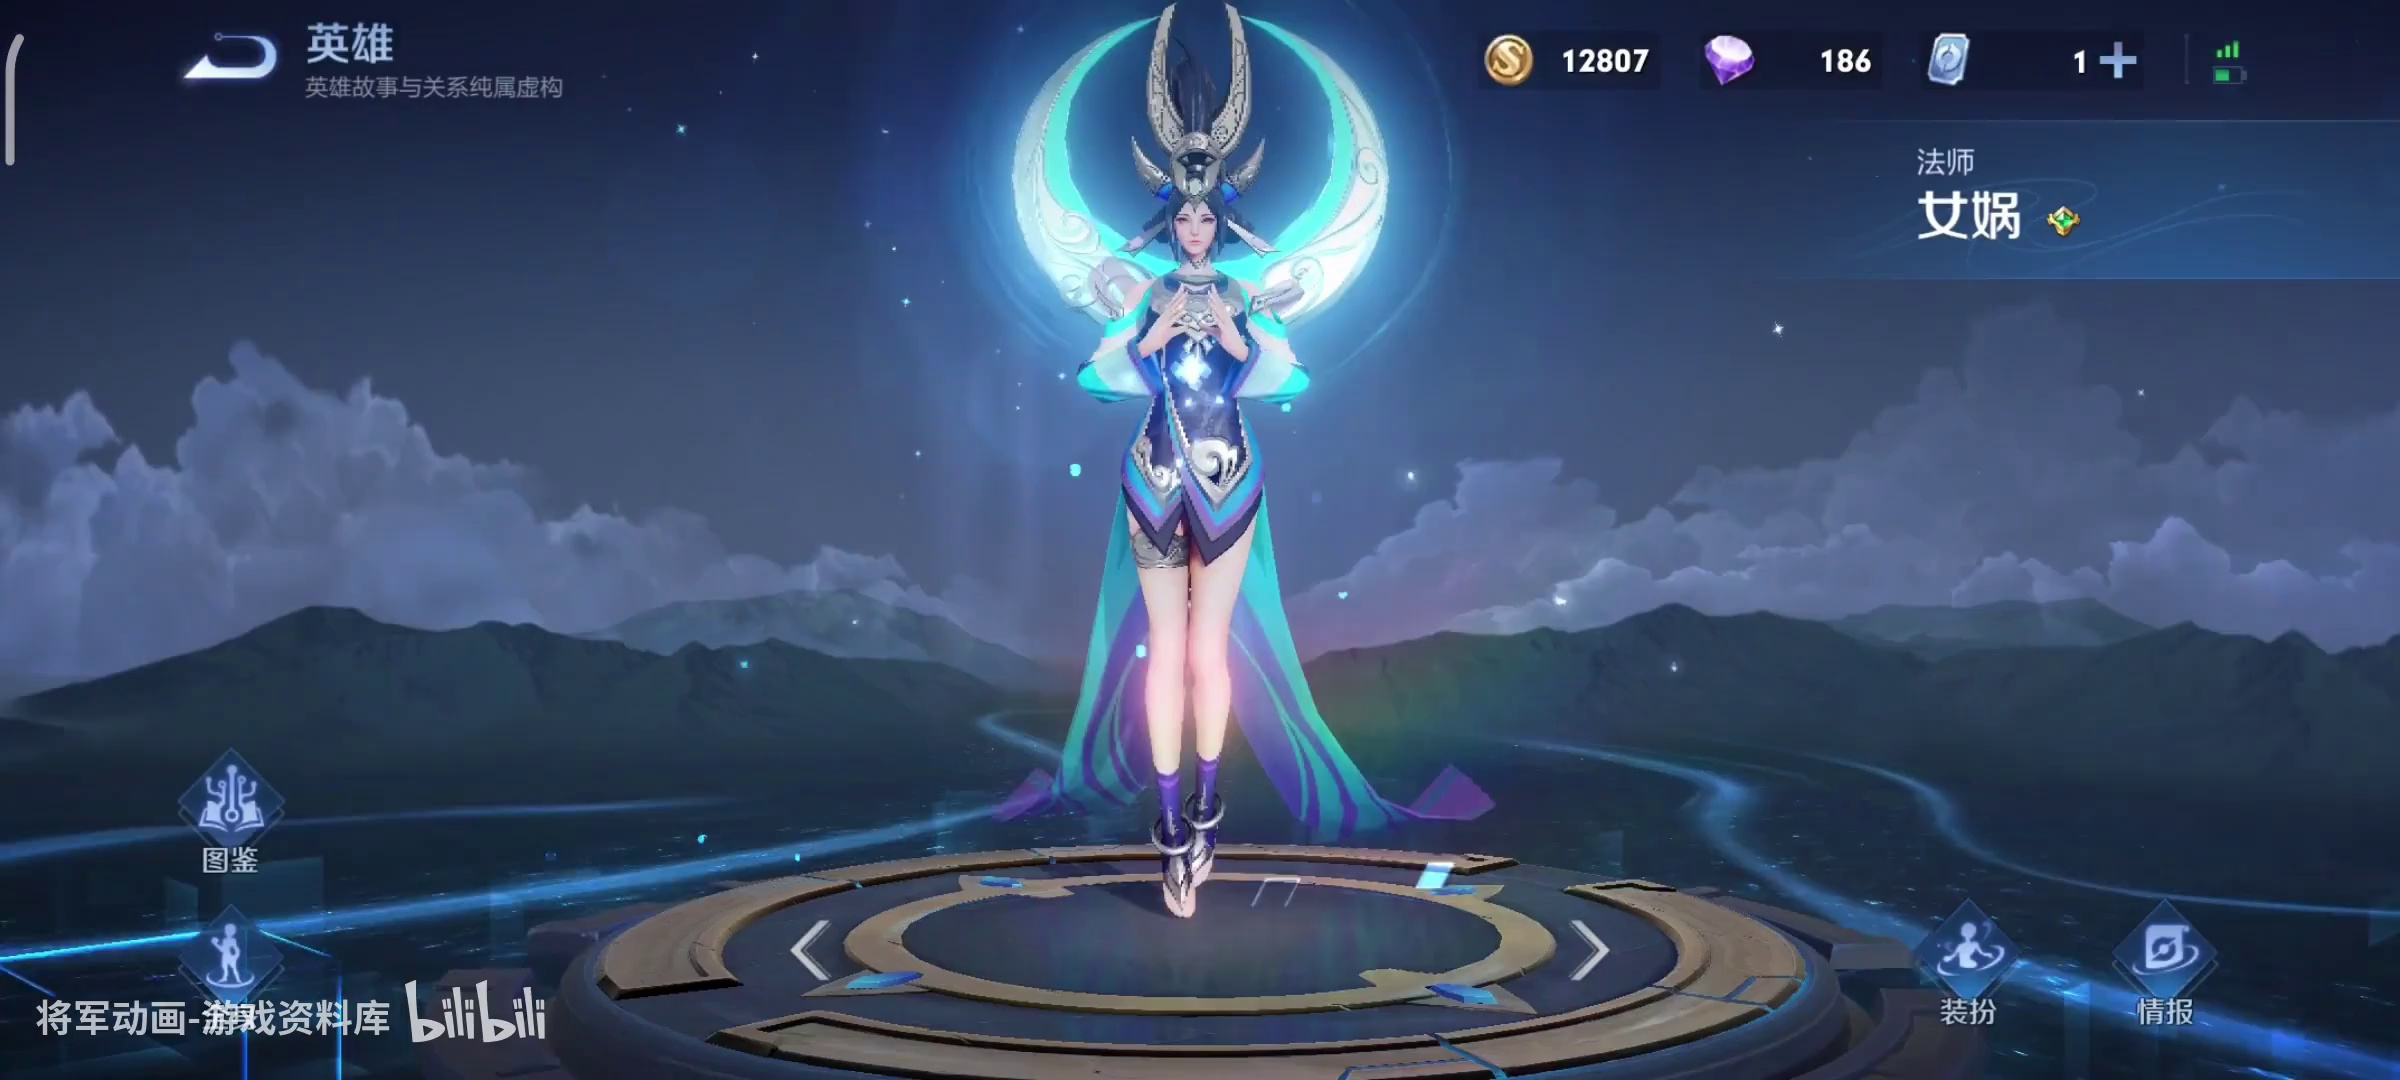 英雄
英雄故事与关系纯属虚构
12807
186
1
法师
女娲
图鉴
装扮
情报
将军动画-游戏资料库 bilibili